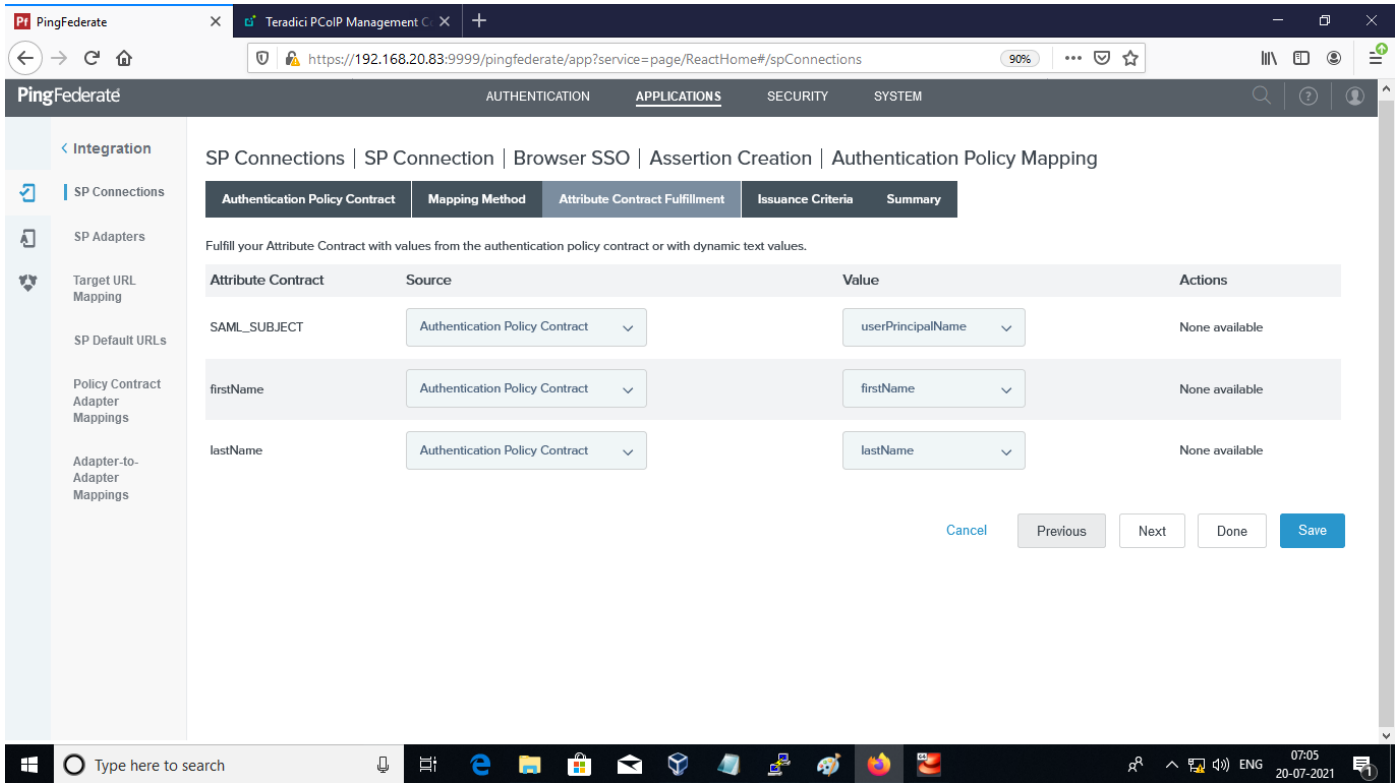 Pf PingFederate
Teradici PCoIP Management C
https://192.168.20.83:9999/pingfederate/app?service=page/ReactHome#/spConnections
90%
PingFederate
AUTHENTICATION APPLICATIONS SECURITY SYSTEM
Integration
SP Connections
SP Adapters
Target URL
Mapping
SP Default URLs
Policy Contract
Adapter
Mappings
Adapter-to-
Adapter
Mappings
SP Connections | SP Connection | Browser SSO | Assertion Creation | Authentication Policy Mapping
Authentication Policy Contract Mapping Method Attribute Contract Fulfillment Issuance Criteria Summary
Fulfill your Attribute Contract with values from the authentication policy contract or with dynamic text values.
Attribute Contract Source Value Actions
SAML_SUBJECT Authentication Policy Contract userPrincipalName None available
firstName Authentication Policy Contract firstName None available
lastName Authentication Policy Contract lastName None available
Cancel Previous Next Done Save
Type here to search
ENG
07:05
20-07-2021
1